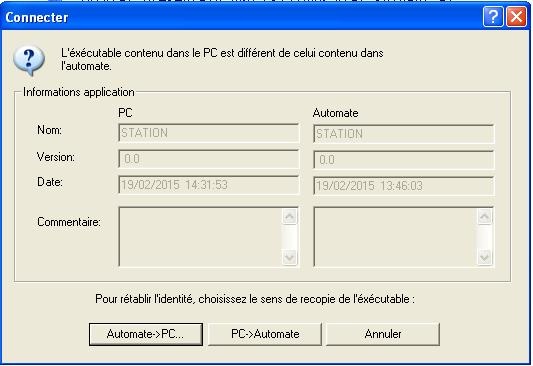 Connecter
L'éxécutable contenu dans le PC est différent de celui contenu dans
l'automate.
Informations application
PC Automate
Nom: STATION STATION
Version: 0.0 0.0
Date: 19/02/2015 14:31:53 19/02/2015 13:46:03
Commentaire:
Pour rétablir l'identité, choisissez le sens de recopie de l'éxécutable :
Automate->PC... PC->Automate Annuler